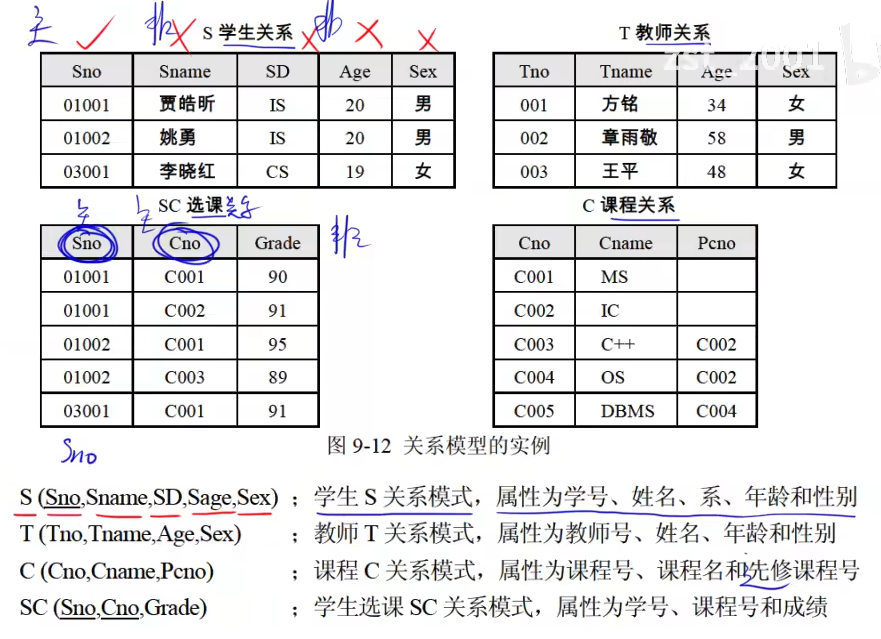 主 非 非
S 学生关系 T 教师关系
zst_z001
Sno Sname SD Age Sex Tno Tname Age Sex
01001 贾皓昕 IS 20 男 001 方铭 34 女
01002 姚勇 IS 20 男 002 章雨敬 58 男
03001 李晓红 CS 19 女 003 王平 48 女
SC 选课关系 C 课程关系
主 主 非
Sno Cno Grade Cno Cname Pcno
01001 C001 90 C001 MS
01001 C002 91 C002 IC
01002 C001 95 C003 C++ C002
01002 C003 89 C004 OS C002
03001 C001 91 C005 DBMS C004
图 9-12 关系模型的实例
Sno
S (Sno,Sname,SD,Sage,Sex) ；学生 S 关系模式，属性为学号、姓名、系、年龄和性别
T (Tno,Tname,Age,Sex) ；教师 T 关系模式，属性为教师号、姓名、年龄和性别
C (Cno,Cname,Pcno) ；课程 C 关系模式，属性为课程号、课程名和先修课程号
SC (Sno,Cno,Grade) ；学生选课 SC 关系模式，属性为学号、课程号和成绩